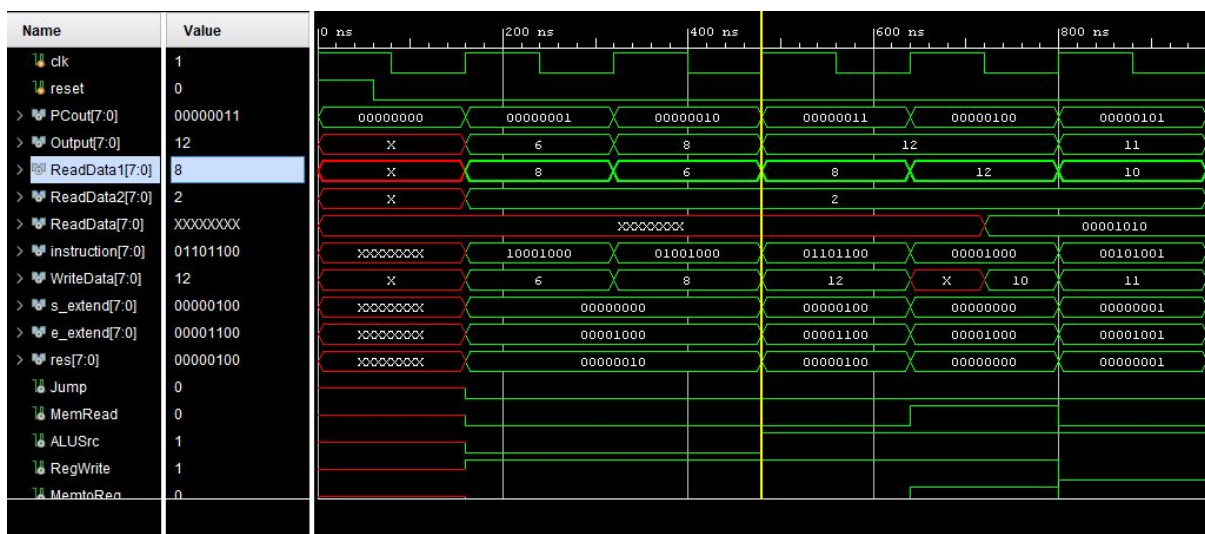 Name Value 0 ns 200 ns 400 ns 600 ns 800 ns
clk 1
reset 0
> PCout[7:0] 00000011 00000000 00000001 00000010 00000011 00000100 00000101
> Output[7:0] 12 X 6 8 12 11
> ReadData1[7:0] 8 X 8 6 8 12 10
> ReadData2[7:0] 2 X 2
> ReadData[7:0] XXXXXXXX XXXXXXXX 00001010
> instruction[7:0] 01101100 XXXXXXXX 10001000 01001000 01101100 00001000 00101001
> WriteData[7:0] 12 X 6 8 12 X 10 11
> s_extend[7:0] 00000100 XXXXXXXX 00000000 00000100 00000000 00000001
> e_extend[7:0] 00001100 XXXXXXXX 00001000 00001100 00001000 00001001
> res[7:0] 00000100 XXXXXXXX 00000010 00000100 00000000 00000001
Jump 0
MemRead 0
ALUSrc 1
RegWrite 1
MemtoReg 0